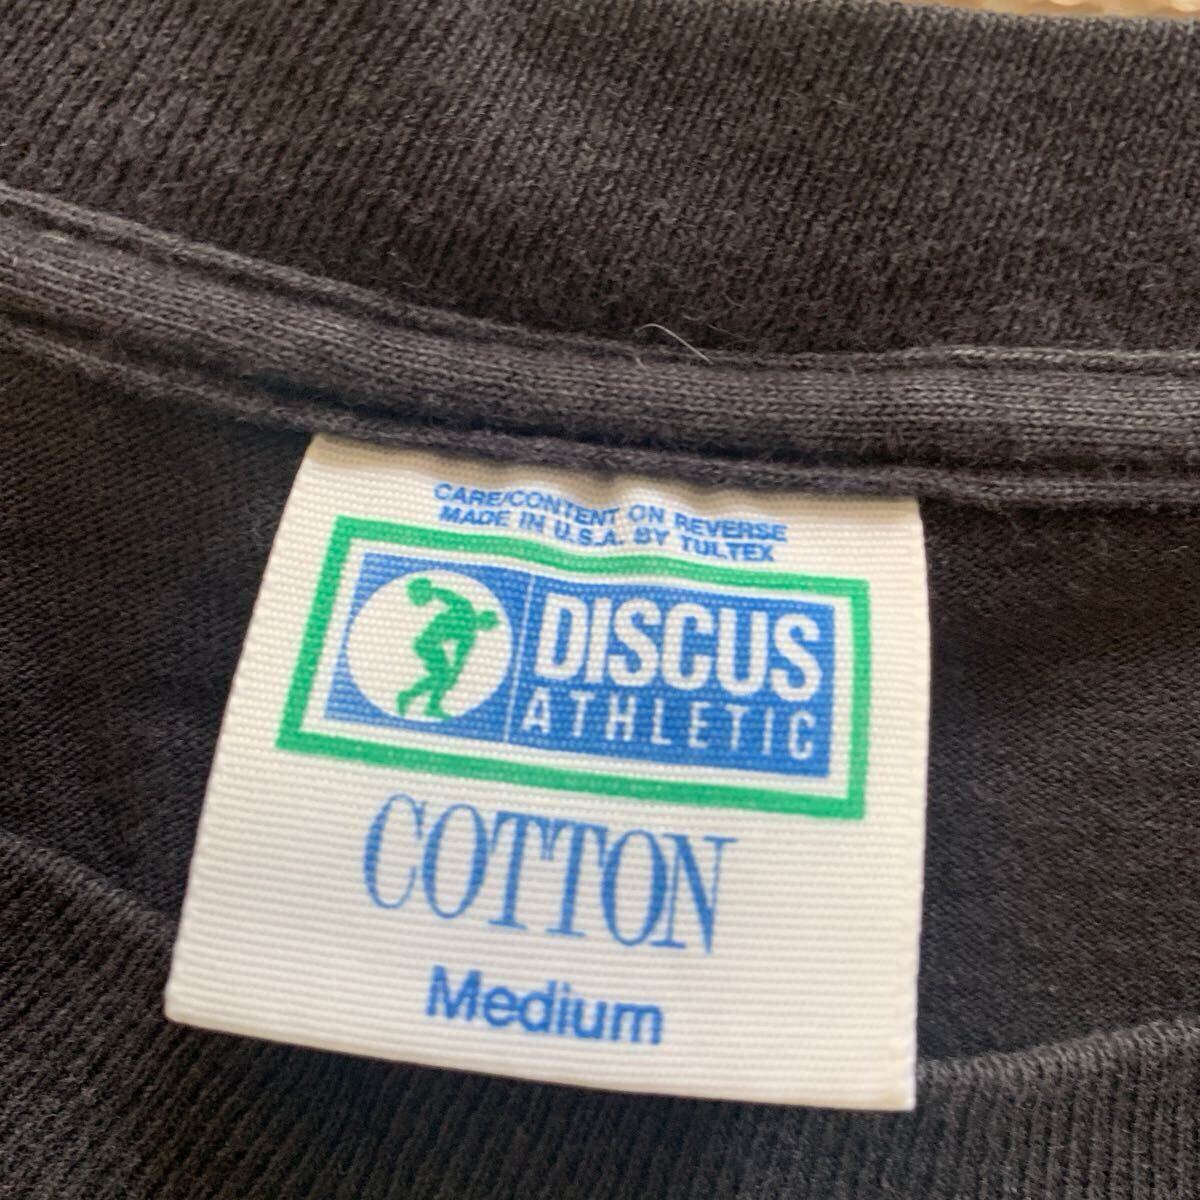 CARE/CONTENT ON REVERSE
MADE IN U.S.A. BY TULTEX
DISCUS
ATHLETIC
COTTON
Medium